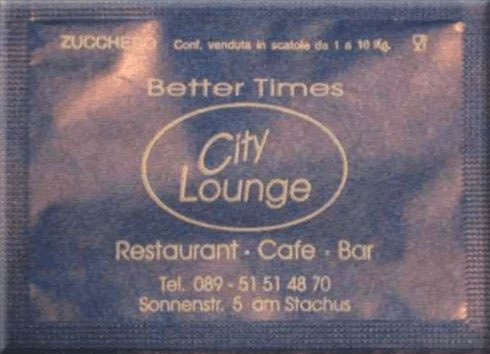 ZUCCHERO Conf. venduta in scatole da 1 a 10 Kg.
Better Times
City
Lounge
Restaurant · Cafe · Bar
Tel. 089 - 51 51 48 70
Sonnenstr. 5 am Stachus